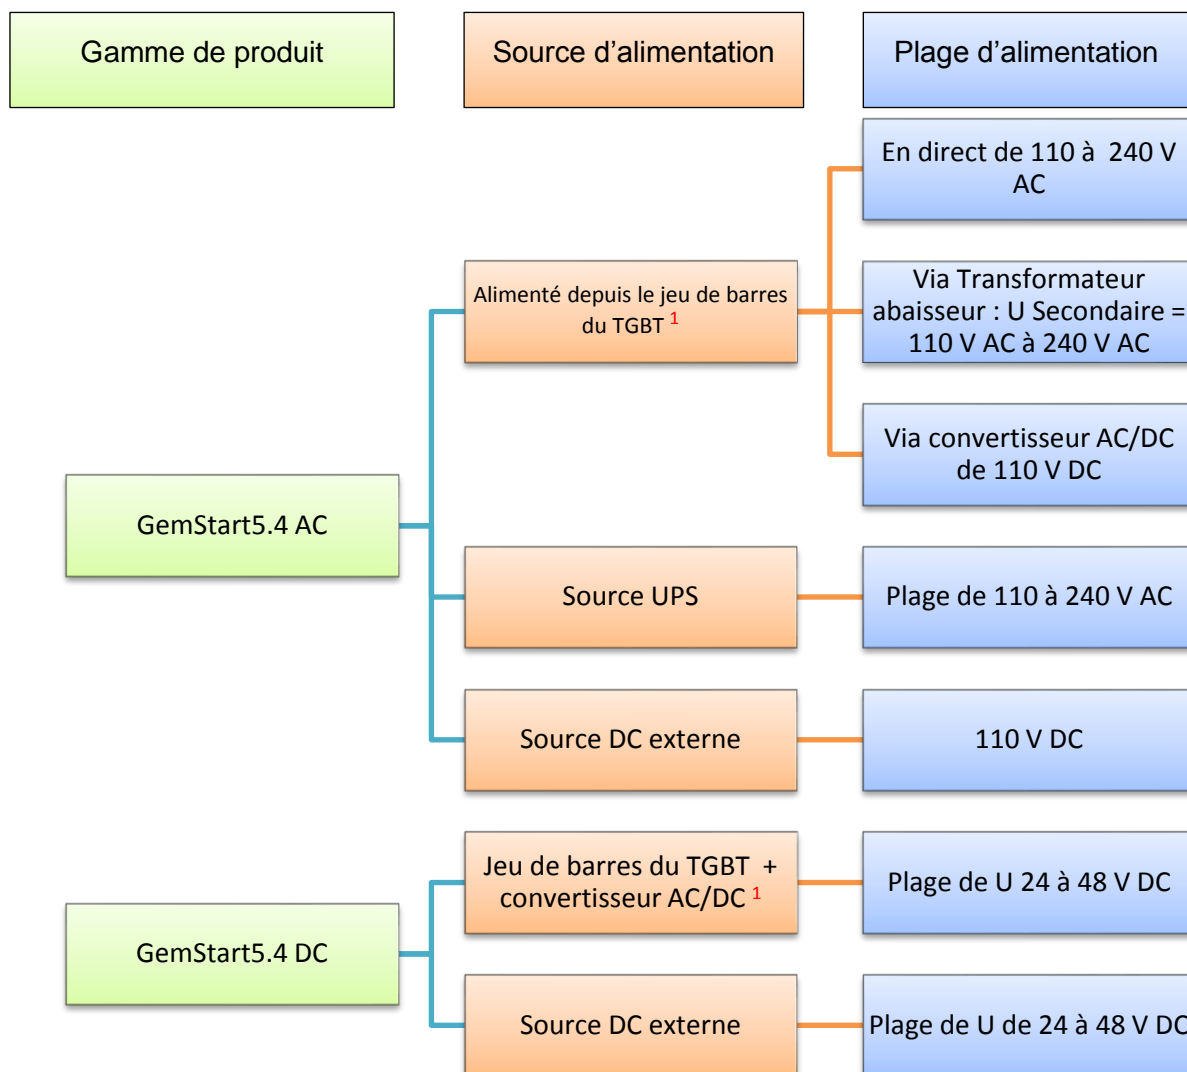 Gamme de produit
Source d'alimentation
Plage d'alimentation
En direct de 110 à 240 V
AC
Alimenté depuis le jeu de barres
du TGBT 1
Via Transformateur
abaisseur : U Secondaire =
110 V AC à 240 V AC
Via convertisseur AC/DC
de 110 V DC
GemStart5.4 AC
Source UPS
Plage de 110 à 240 V AC
Source DC externe
110 V DC
Jeu de barres du TGBT +
convertisseur AC/DC 1
Plage de U 24 à 48 V DC
GemStart5.4 DC
Source DC externe
Plage de U de 24 à 48 V DC